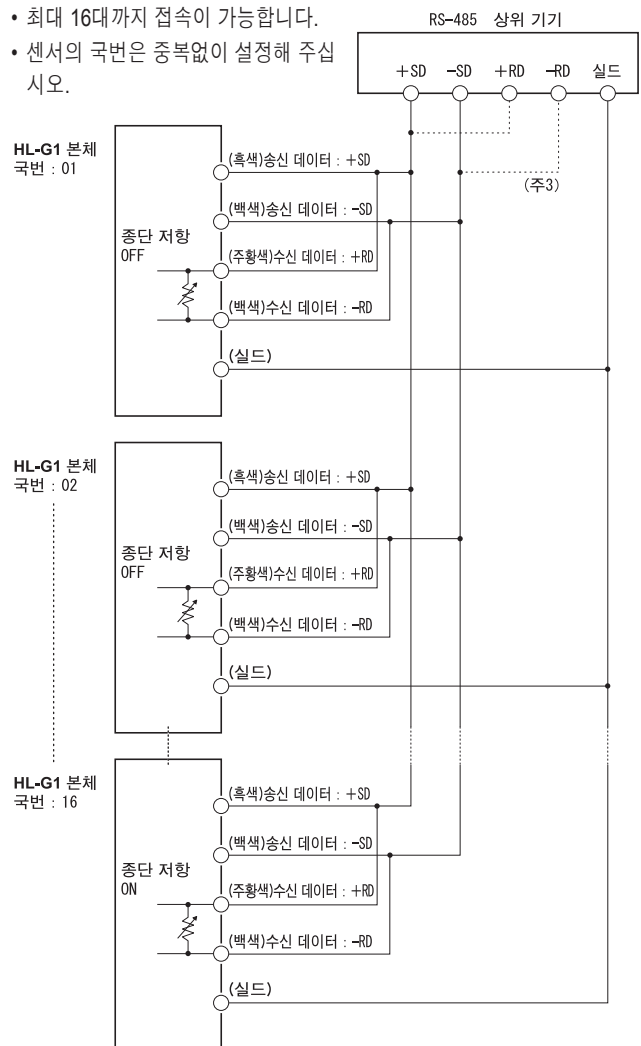 • 최대 16대까지 접속이 가능합니다.
• 센서의 국번은 중복없이 설정해 주십
시오.
RS-485 상위 기기
+SD -SD +RD -RD 실드
(주3)
HL-G1 본체
국번 : 01
종단 저항
OFF
(흑색)송신 데이터 : +SD
(백색)송신 데이터 : -SD
(주황색)수신 데이터 : +RD
(백색)수신 데이터 : -RD
(실드)
HL-G1 본체
국번 : 02
종단 저항
OFF
(흑색)송신 데이터 : +SD
(백색)송신 데이터 : -SD
(주황색)수신 데이터 : +RD
(백색)수신 데이터 : -RD
(실드)
HL-G1 본체
국번 : 16
종단 저항
ON
(흑색)송신 데이터 : +SD
(백색)송신 데이터 : -SD
(주황색)수신 데이터 : +RD
(백색)수신 데이터 : -RD
(실드)